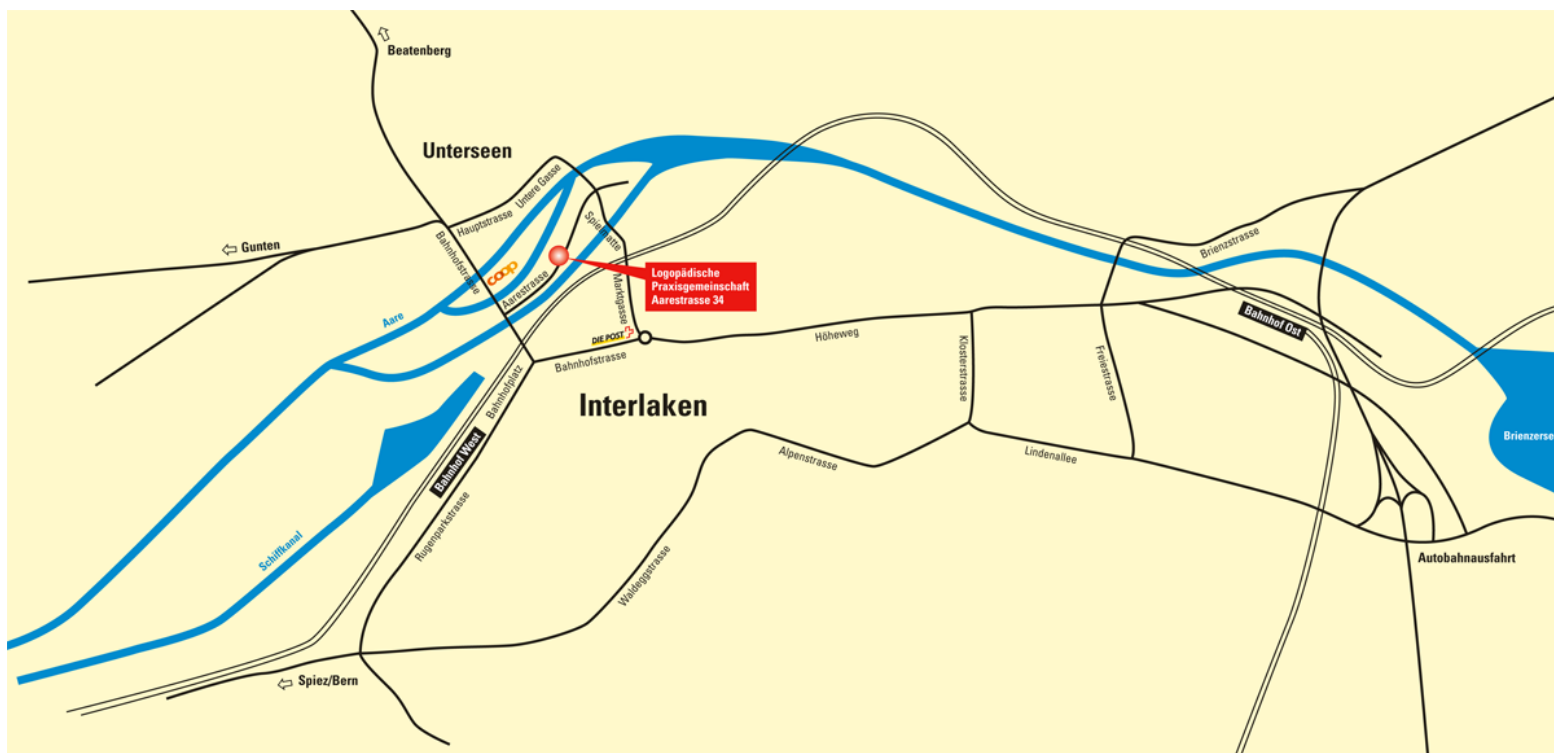 Beatenberg
Unterseen
Untere Gasse
Hauptstrasse
Gunten
Bahnhofstrasse
coop
Aarestrasse
Spielmatte
Logopädische
Praxisgemeinschaft
Aarestrasse 34
Marktgasse
Aare
DIE POST
Bahnhofstrasse
Bahnhofplatz
Interlaken
Höheweg
Klosterstrasse
Freiestrasse
Brienzstrasse
Bahnhof Ost
Brienzerse
Bahnhof West
Alpenstrasse
Lindenallee
Rugenparkstrasse
Schiffkanal
Waldeggstrasse
Autobahnausfahrt
Spiez/Bern